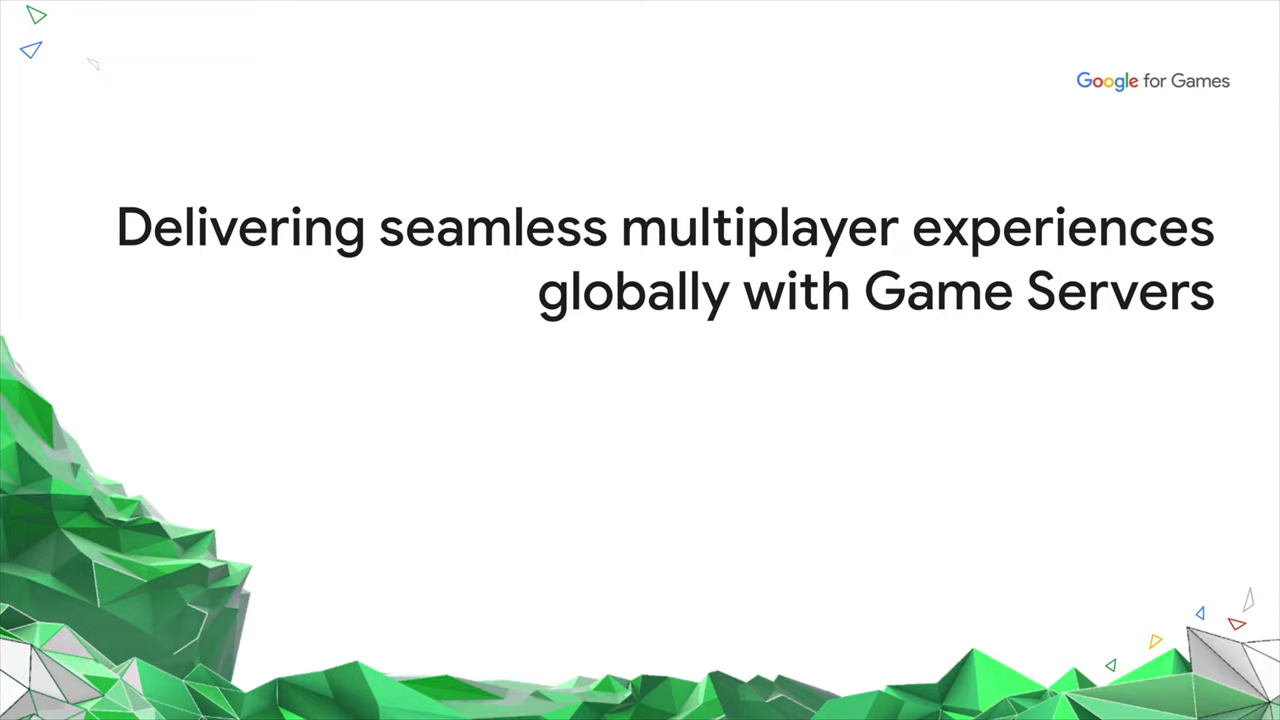 Google for Games
Delivering seamless multiplayer experiences
globally with Game Servers